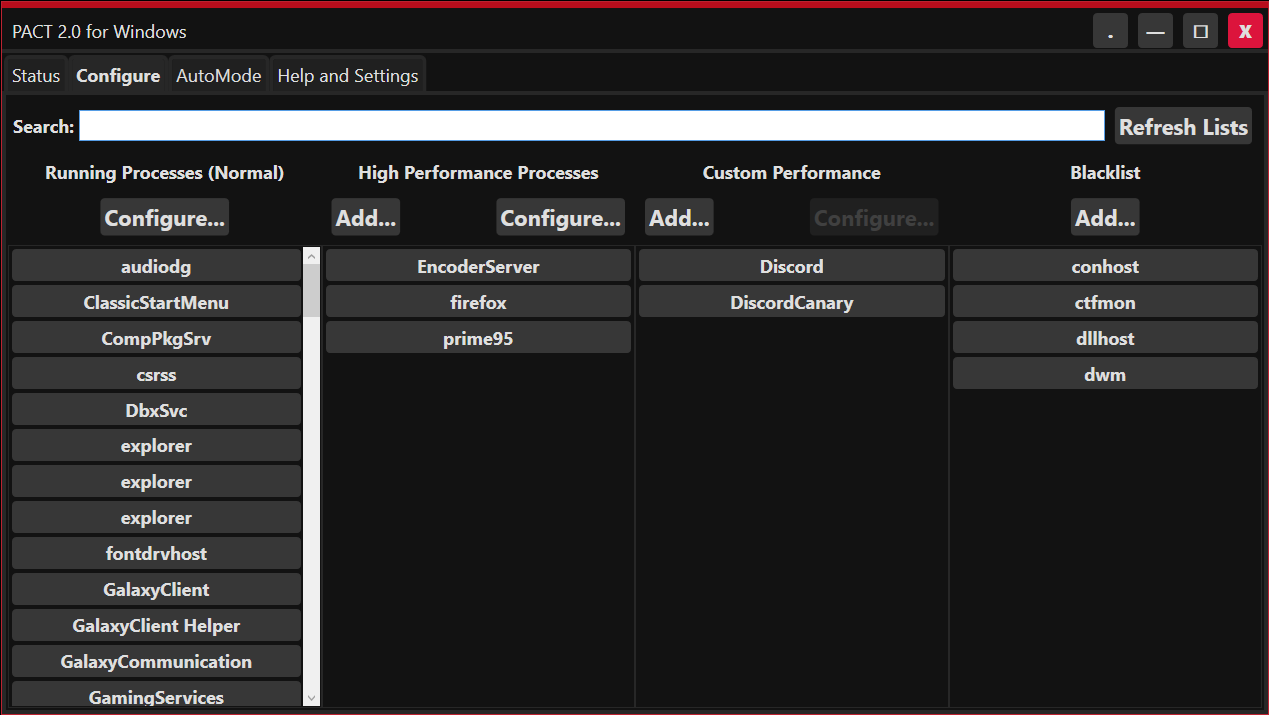 PACT 2.0 for Windows
. — □ X
Status Configure AutoMode Help and Settings
Search: Refresh Lists
Running Processes (Normal) High Performance Processes Custom Performance Blacklist
Configure... Add... Configure... Add... Configure... Add...
audiodg EncoderServer Discord conhost
ClassicStartMenu firefox DiscordCanary ctfmon
CompPkgSrv prime95 dllhost
csrss dwm
DbxSvc
explorer
explorer
explorer
fontdrvhost
GalaxyClient
GalaxyClient Helper
GalaxyCommunication
GamingServices